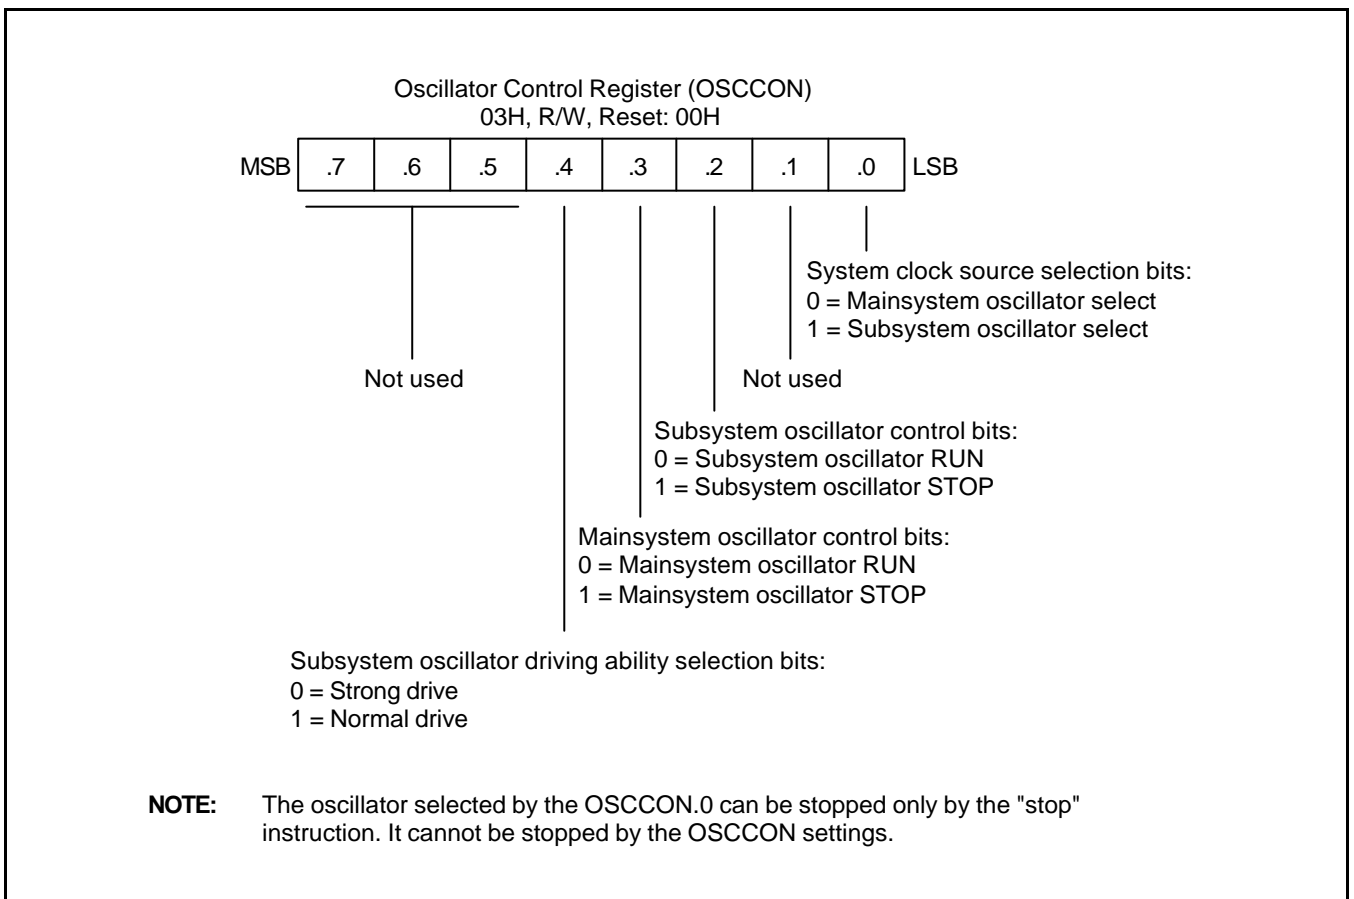 Oscillator Control Register (OSCCON)
03H, R/W, Reset: 00H
MSB .7 .6 .5 .4 .3 .2 .1 .0 LSB
System clock source selection bits:
0 = Mainsystem oscillator select
1 = Subsystem oscillator select
Not used
Not used
Subsystem oscillator control bits:
0 = Subsystem oscillator RUN
1 = Subsystem oscillator STOP
Mainsystem oscillator control bits:
0 = Mainsystem oscillator RUN
1 = Mainsystem oscillator STOP
Subsystem oscillator driving ability selection bits:
0 = Strong drive
1 = Normal drive
NOTE: The oscillator selected by the OSCCON.0 can be stopped only by the "stop"
instruction. It cannot be stopped by the OSCCON settings.